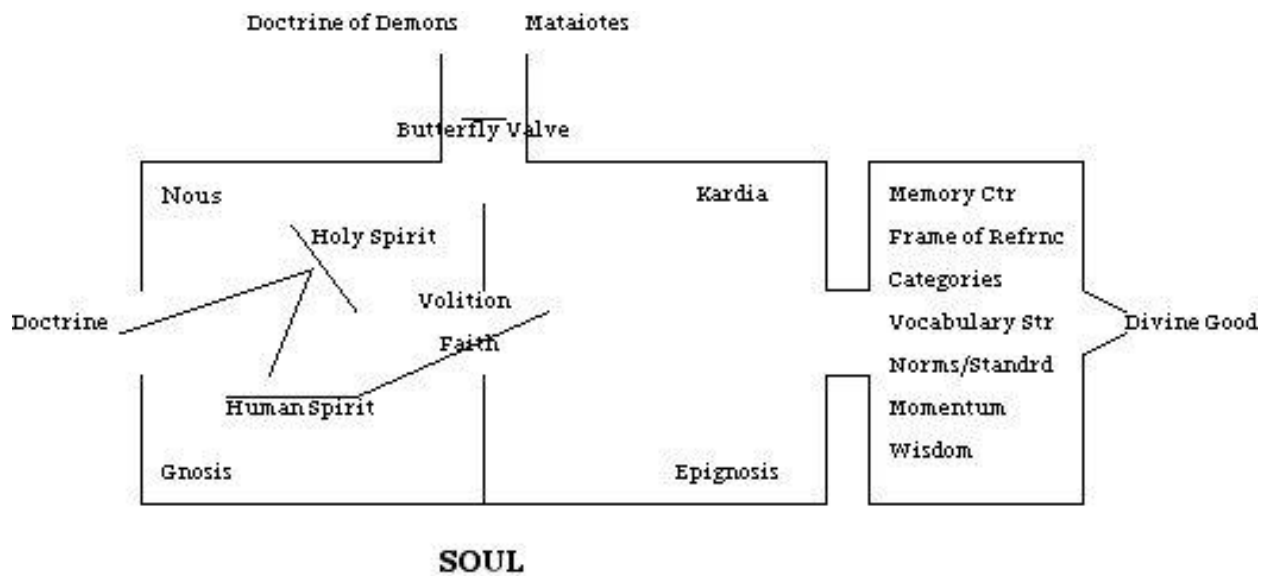 Doctrine of Demons
Mataiotes
Butterfly Valve
Nous
Kardia
Memory Ctr
Holy Spirit
Frame of Refrnc
Categories
Volition
Doctrine
Vocabulary Str
Divine Good
Faith
Norms/Standrd
Human Spirit
Momentum
Wisdom
Gnosis
Epignosis
SOUL